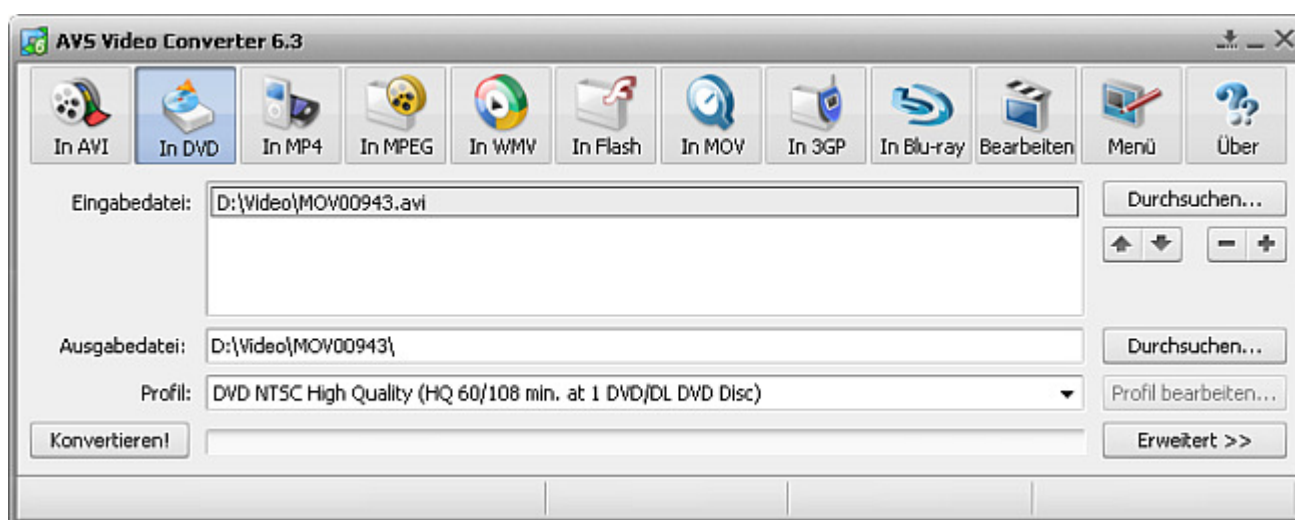 AVS Video Converter 6.3
In AVI In DVD In MP4 In MPEG In WMV In Flash In MOV In 3GP In Blu-ray Bearbeiten Menü Über
Eingabedatei: D:\Video\MOV00943.avi Durchsuchen...
Ausgabedatei: D:\Video\MOV00943\ Durchsuchen...
Profil: DVD NTSC High Quality (HQ 60/108 min. at 1 DVD/DL DVD Disc) Profil bearbeiten...
Konvertieren! Erweitert >>